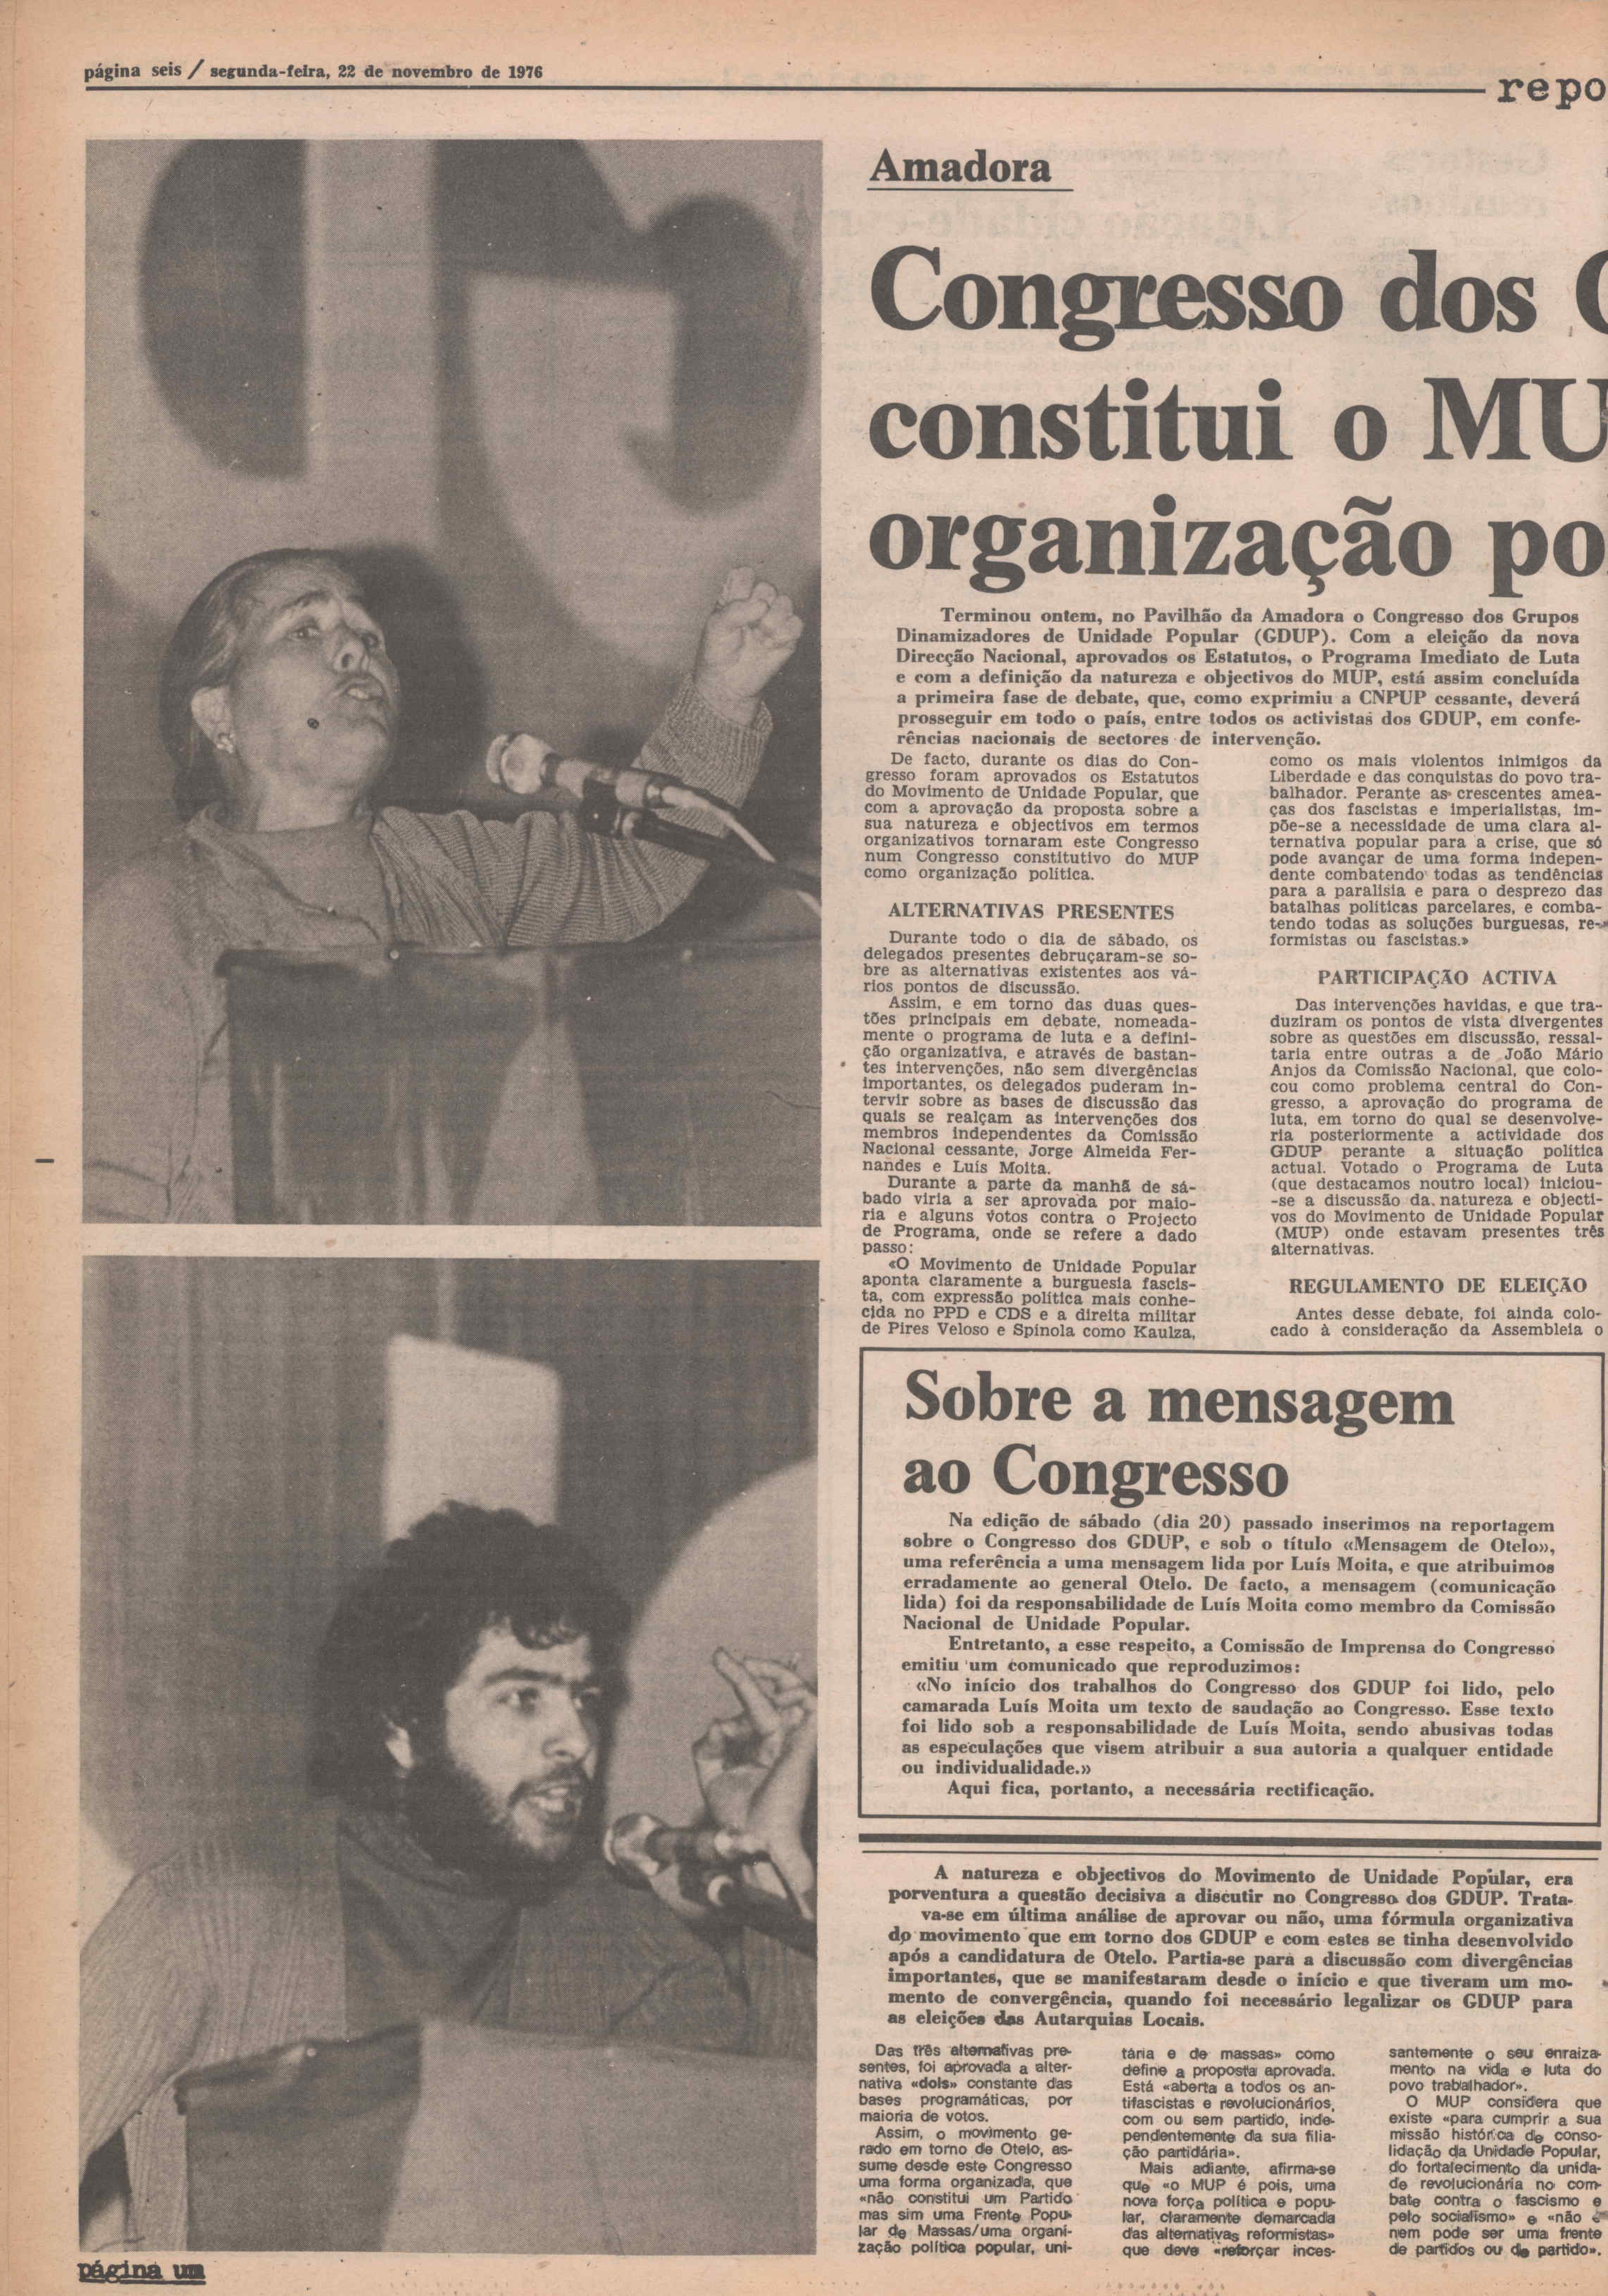 página seis / segunda-feira, 22 de novembro de 1976
repo
Amadora
Congresso dos
constitui o MU
organização po
Terminou ontem, no Pavilhão da Amadora o Congresso dos Grupos
Dinamizadores de Unidade Popular (GDUP). Com a eleição da nova
Direcção Nacional, aprovados os Estatutos, o Programa Imediato de Luta
e com a definição da natureza e objectivos do MUP, está assim concluída
a primeira fase de debate, que, como exprimiu a CNPUP cessante, deverá
prosseguir em todo o país, entre todos os activistas dos GDUP, em confe-
rências nacionais de sectores de intervenção.
De facto, durante os dias do Con-
gresso foram aprovados os Estatutos
do Movimento de Unidade Popular, que
com a aprovação da proposta sobre a
sua natureza e objectivos em termos
organizativos tornaram este Congresso
num Congresso constitutivo do MUP
como organização política.
ALTERNATIVAS PRESENTES
Durante todo o dia de sábado, os
delegados presentes debruçaram-se so-
bre as alternativas existentes aos vá-
rios pontos de discussão.
Assim, e em torno das duas ques-
tões principais em debate, nomeada-
mente o programa de luta e a defini-
ção organizativa, e através de bastan-
tes intervenções, não sem divergências
importantes, os delegados puderam in-
tervir sobre as bases de discussão das
quais se realçam as intervenções dos
membros independentes da Comissão
Nacional cessante, Jorge Almeida Fer-
nandes e Luís Moita.
Durante a parte da manhã de sá-
bado viria a ser aprovada por maio-
ria e alguns votos contra o Projecto
de Programa, onde se refere a dado
passo:
«O Movimento de Unidade Popular
aponta claramente a burguesia fascis-
ta, com expressão política mais conhe-
cida no PPD e CDS e a direita militar
de Pires Veloso e Spínola como Kaulza,
como os mais violentos inimigos da
Liberdade e das conquistas do povo tra-
balhador. Perante as crescentes amea-
ças dos fascistas e imperialistas, im-
põe-se a necessidade de uma clara al-
ternativa popular para a crise, que só
pode avançar de uma forma indepen-
dente combatendo todas as tendências
para a paralisia e para o desprezo das
batalhas políticas parcelares, e comba-
tendo todas as soluções burguesas, re-
formistas ou fascistas.»
PARTICIPAÇÃO ACTIVA
Das intervenções havidas, e que tra-
duziram os pontos de vista divergentes
sobre as questões em discussão, ressal-
taria entre outras a de João Mário
Anjos da Comissão Nacional, que colo-
cou como problema central do Con-
gresso, a aprovação do programa de
luta, em torno do qual se desenvolve-
ria posteriormente a actividade dos
GDUP perante a situação política
actual. Votado o Programa de Luta
(que destacamos noutro local) iniciou-
-se a discussão da natureza e objecti-
vos do Movimento de Unidade Popular
(MUP) onde estavam presentes três
alternativas.
REGULAMENTO DE ELEIÇÃO
Antes desse debate, foi ainda colo-
cado à consideração da Assembleia o
Sobre a mensagem
ao Congresso
Na edição de sábado (dia 20) passado inserimos na reportagem
sobre o Congresso dos GDUP, e sob o título «Mensagem de Otelo»,
uma referência a uma mensagem lida por Luís Moita, e que atribuimos
erradamente ao general Otelo. De facto, a mensagem (comunicação
lida) foi da responsabilidade de Luís Moita como membro da Comissão
Nacional de Unidade Popular.
Entretanto, a esse respeito, a Comissão de Imprensa do Congresso
emitiu um comunicado que reproduzimos:
«No início dos trabalhos do Congresso dos GDUP foi lido, pelo
camarada Luís Moita um texto de saudação ao Congresso. Esse texto
foi lido sob a responsabilidade de Luís Moita, sendo abusivas todas
as especulações que visem atribuir a sua autoria a qualquer entidade
ou individualidade.»
Aqui fica, portanto, a necessária rectificação.
A natureza e objectivos do Movimento de Unidade Popular, era
porventura a questão decisiva a discutir no Congresso dos GDUP. Trata-
va-se em última análise de aprovar ou não, uma fórmula organizativa
do movimento que em torno dos GDUP e com estes se tinha desenvolvido
após a candidatura de Otelo. Partia-se para a discussão com divergências
importantes, que se manifestaram desde o início e que tiveram um mo-
mento de convergência, quando foi necessário legalizar os GDUP para
as eleições das Autarquias Locais.
Das três alternativas pre-
sentes, foi aprovada a alter-
nativa «dois» constante das
bases programáticas, por
maioria de votos.
Assim, o movimento ge-
rado em torno de Otelo, as-
sume desde este Congresso
uma forma organizada, que
«não constitui um Partido
mas sim uma Frente Popu-
lar de Massas/uma organi-
zação política popular, uni-
tária e de massas» como
define a proposta aprovada.
Está «aberta a todos os an-
tifascistas e revolucionários,
com ou sem partido, inde-
pendentemente da sua filia-
ção partidária».
Mais adiante, afirma-se
que «o MUP é pois, uma
nova força política e popu-
lar, claramente demarcada
das alternativas reformistas»
que deve «reforçar inces-
santemente o seu enraiza-
mento na vida e luta do
povo trabalhador».
O MUP considera que
existe «para cumprir a sua
missão histórica de conso-
lidação da Unidade Popular,
do fortalecimento da unida-
de revolucionária no com-
bate contra o fascismo e
pelo socialismo» e «não é
nem pode ser uma frente
de partidos ou de partido».
página um